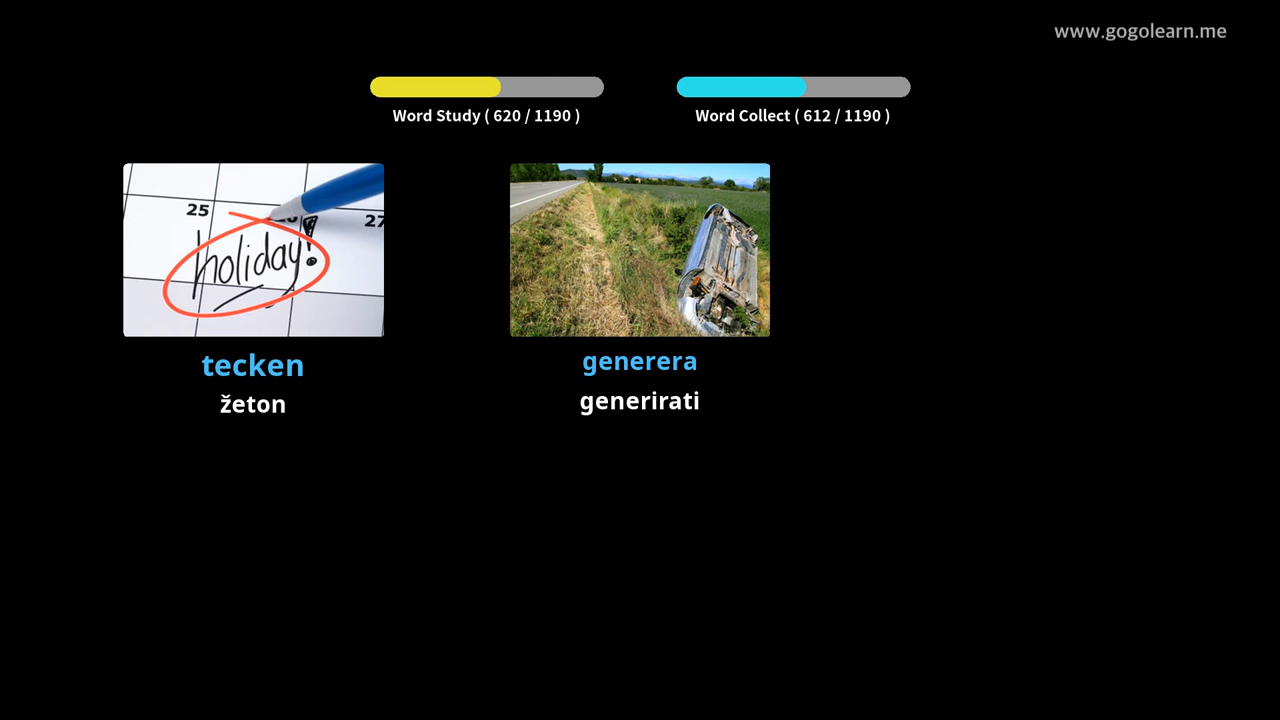 www.gogolearn.me
Word Study ( 620 / 1190 )
Word Collect ( 612 / 1190 )
25
27
holiday!
tecken
žeton
generera
generirati